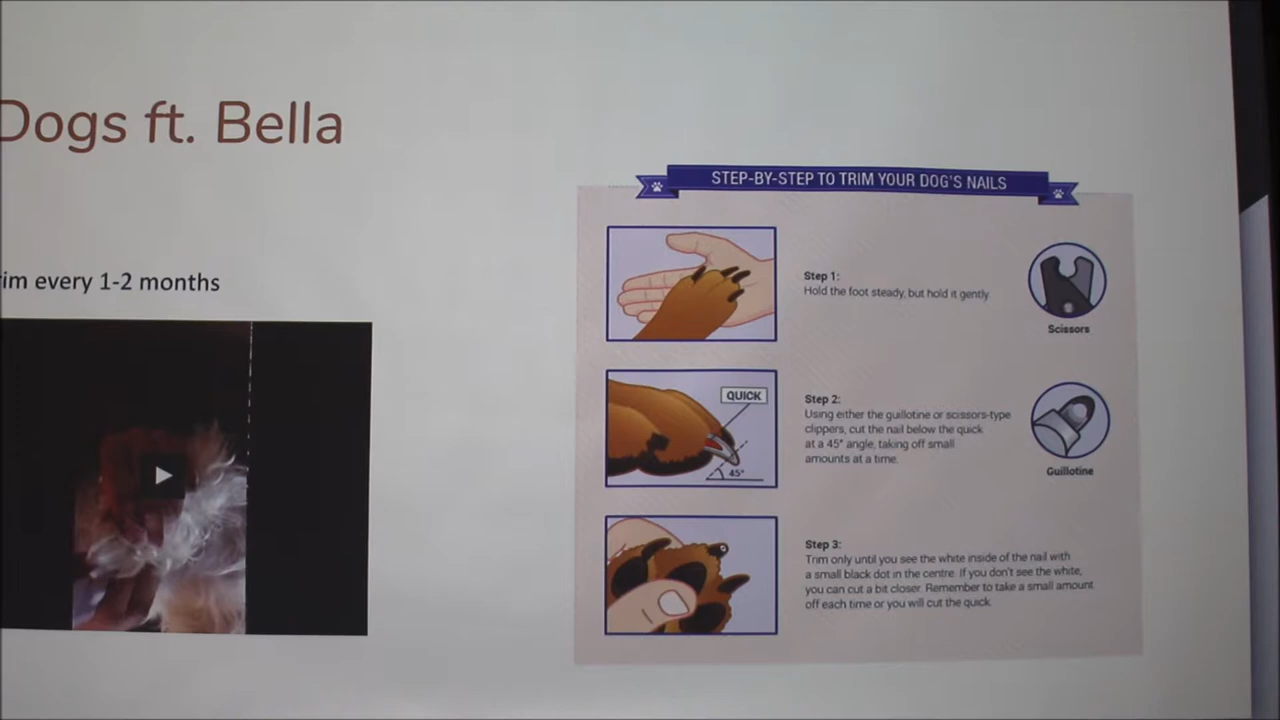 Dogs ft. Bella
rim every 1-2 months
STEP-BY-STEP TO TRIM YOUR DOG'S NAILS
Step 1:
Hold the foot steady, but hold it gently
Scissors
QUICK
45°
Step 2:
Using either the guillotine or scissors-type
clippers, cut the nail below the quick
at a 45° angle, taking off small
amounts at a time.
Guillotine
Step 3:
Trim only until you see the white inside of the nail with
a small black dot in the centre. If you don't see the white,
you can cut a bit closer. Remember to take a small amount
off each time or you will cut the quick.